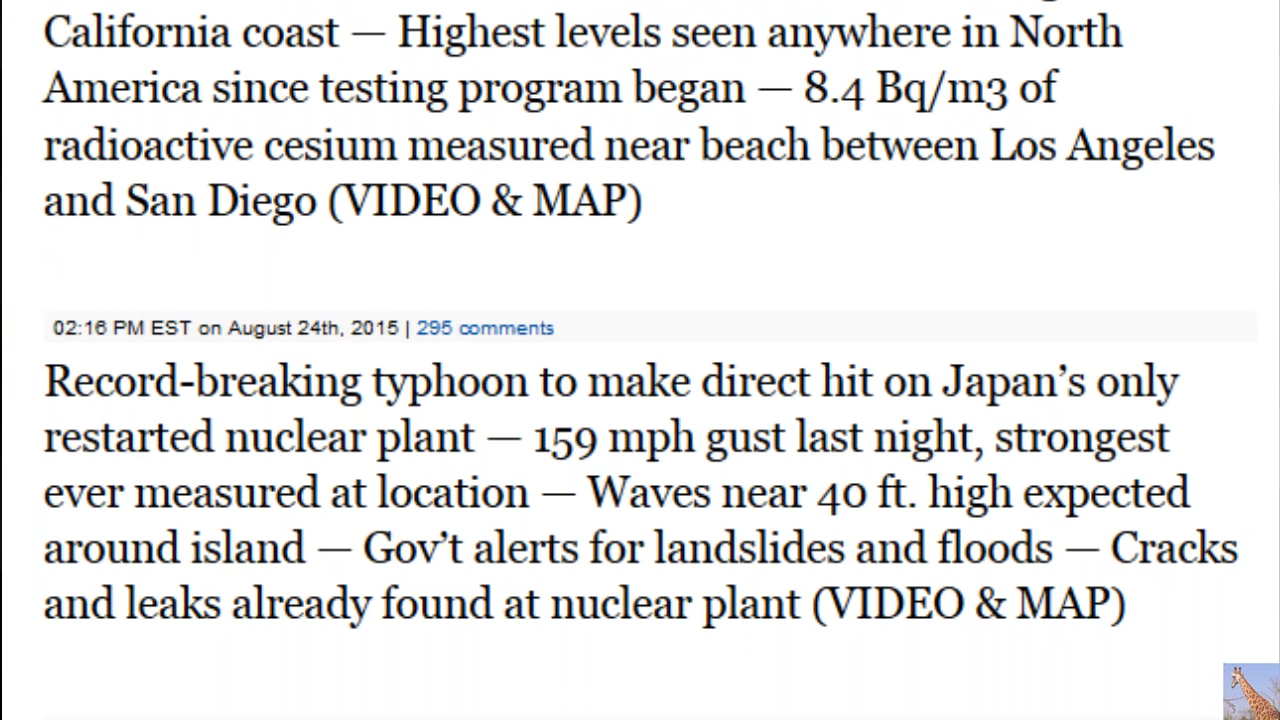 California coast — Highest levels seen anywhere in North
America since testing program began — 8.4 Bq/m3 of
radioactive cesium measured near beach between Los Angeles
and San Diego (VIDEO & MAP)
02:16 PM EST on August 24th, 2015 | 295 comments
Record-breaking typhoon to make direct hit on Japan’s only
restarted nuclear plant — 159 mph gust last night, strongest
ever measured at location — Waves near 40 ft. high expected
around island — Gov’t alerts for landslides and floods — Cracks
and leaks already found at nuclear plant (VIDEO & MAP)